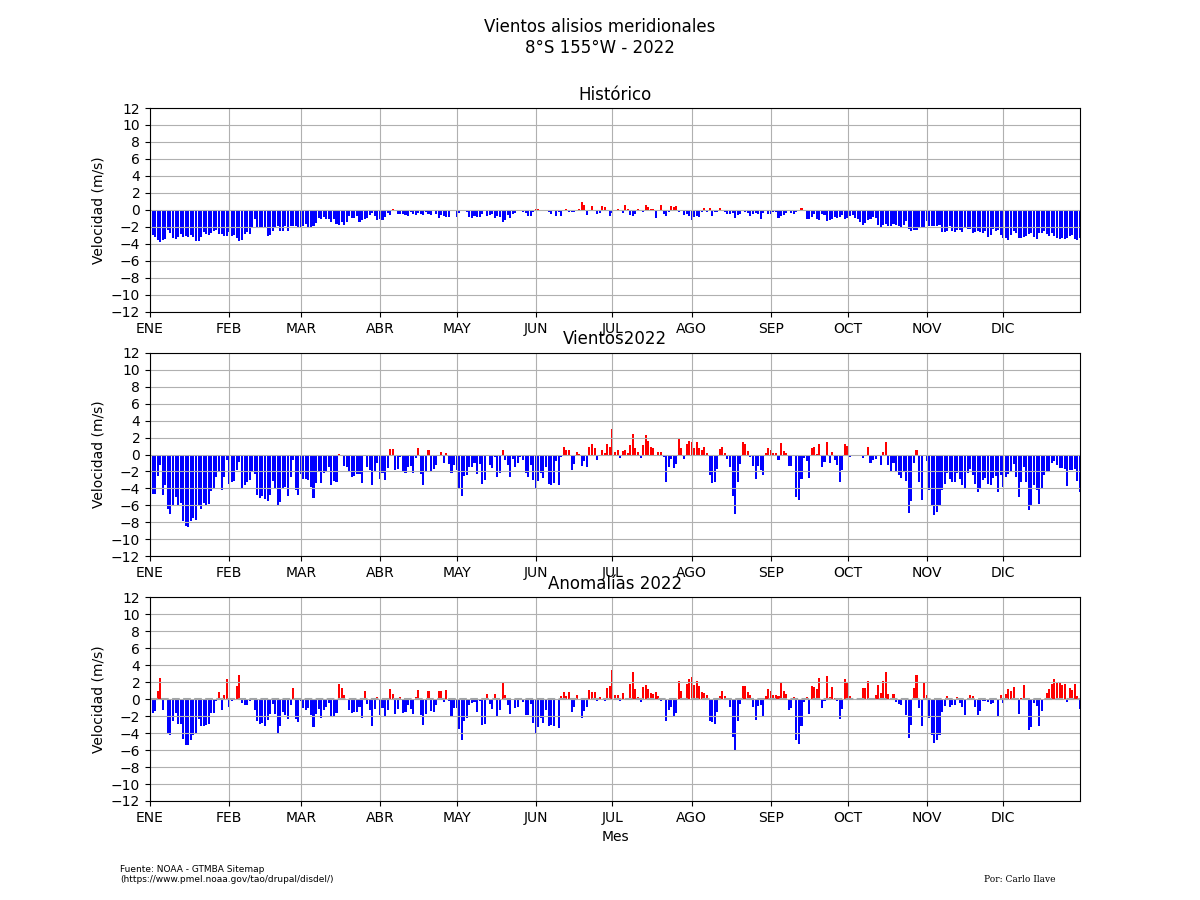 Vientos alisios meridionales
8°S 155°W - 2022
Histórico
12
10
8
6
4
2
0
−2
−4
−6
−8
−10
−12
Velocidad (m/s)
ENE FEB MAR ABR MAY JUN JUL AGO SEP OCT NOV DIC
Vientos2022
12
10
8
6
4
2
0
−2
−4
−6
−8
−10
−12
Velocidad (m/s)
ENE FEB MAR ABR MAY JUN JUL AGO SEP OCT NOV DIC
Anomalías 2022
12
10
8
6
4
2
0
−2
−4
−6
−8
−10
−12
Velocidad (m/s)
ENE FEB MAR ABR MAY JUN JUL AGO SEP OCT NOV DIC
Mes
Fuente: NOAA - GTMBA Sitemap
(https://www.pmel.noaa.gov/tao/drupal/disdel/)
Por: Carlo Ilave